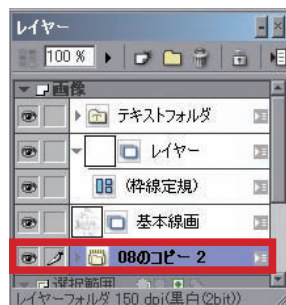 レイヤー
100 %
画像
テキストフォルダ
レイヤー
(枠線定規)
基本線画
08のコピー 2
選択範囲
レイヤーフォルダ 150 dpi(黒白(2bit))